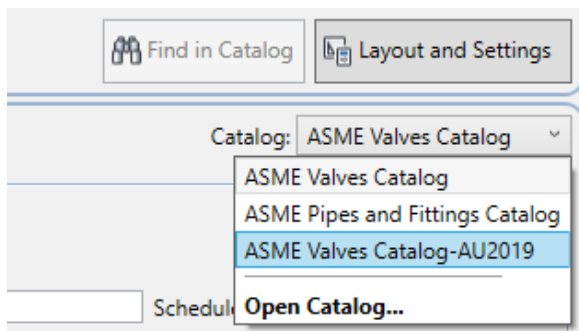 Find in Catalog
Layout and Settings
Catalog: ASME Valves Catalog
ASME Valves Catalog
ASME Pipes and Fittings Catalog
ASME Valves Catalog-AU2019
Open Catalog...